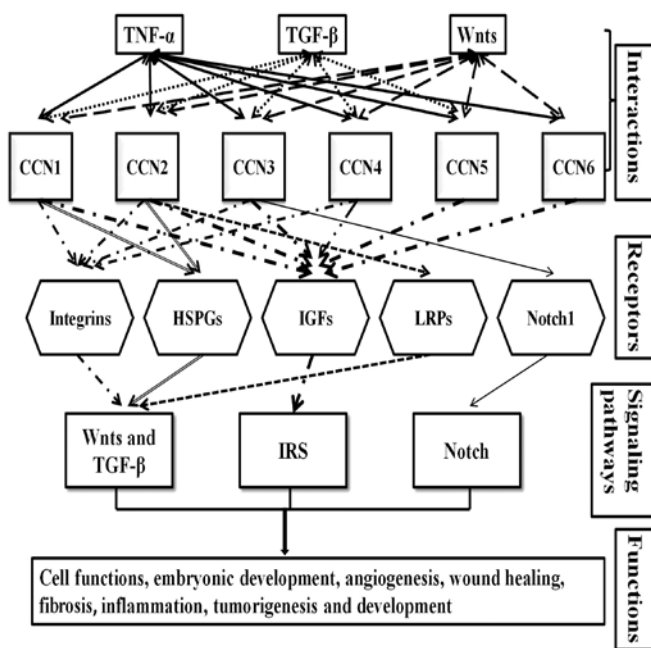 TNF-α
TGF-β
Wnts
Interactions
CCN1
CCN2
CCN3
CCN4
CCN5
CCN6
Receptors
Integrins
HSPGs
IGFs
LRPs
Notch1
Signaling
pathways
Wnts and
TGF-β
IRS
Notch
Functions
Cell functions, embryonic development, angiogenesis, wound healing,
fibrosis, inflammation, tumorigenesis and development